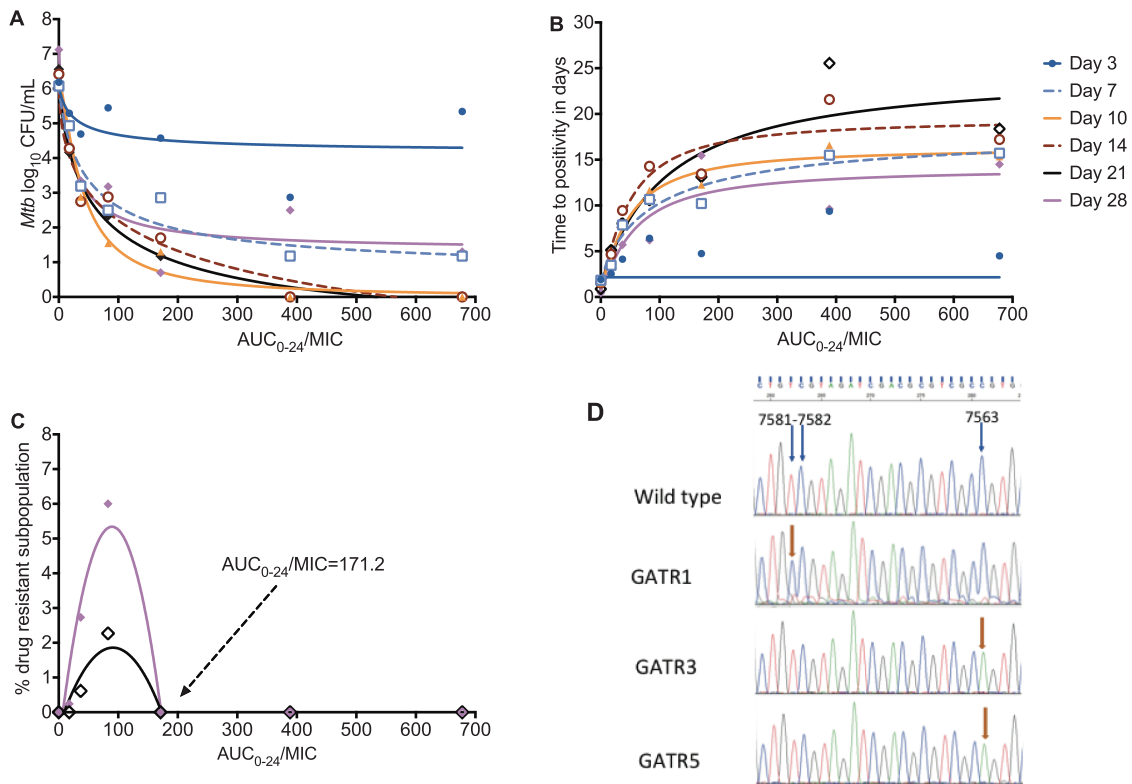 A
Mtb log10 CFU/mL
8
7
6
5
4
3
2
1
0
0 100 200 300 400 500 600 700
AUC0-24/MIC
B
Time to positivity in days
30
25
20
15
10
5
0
0 100 200 300 400 500 600 700
AUC0-24/MIC
Day 3
Day 7
Day 10
Day 14
Day 21
Day 28
C
% drug resistant subpopulation
8
7
6
5
4
3
2
1
0
AUC0-24/MIC=171.2
0 100 200 300 400 500 600 700
AUC0-24/MIC
D
C T G T C G T A G A T C G A C G C G T C G C C G T G
7581-7582 7563
Wild type
GATR1
GATR3
GATR5